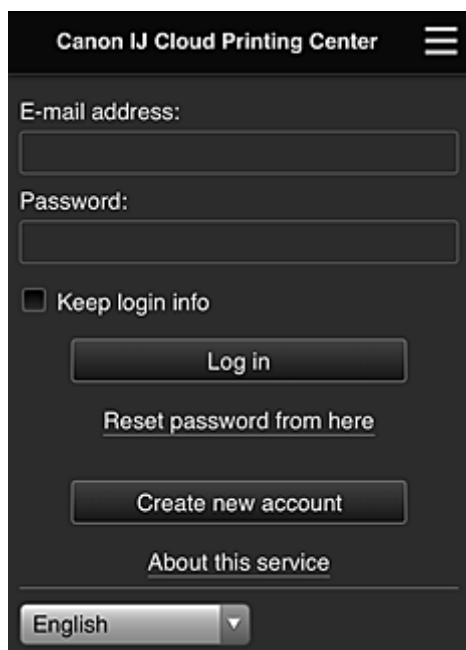 Canon IJ Cloud Printing Center
E-mail address:
Password:
Keep login info
Log in
Reset password from here
Create new account
About this service
English